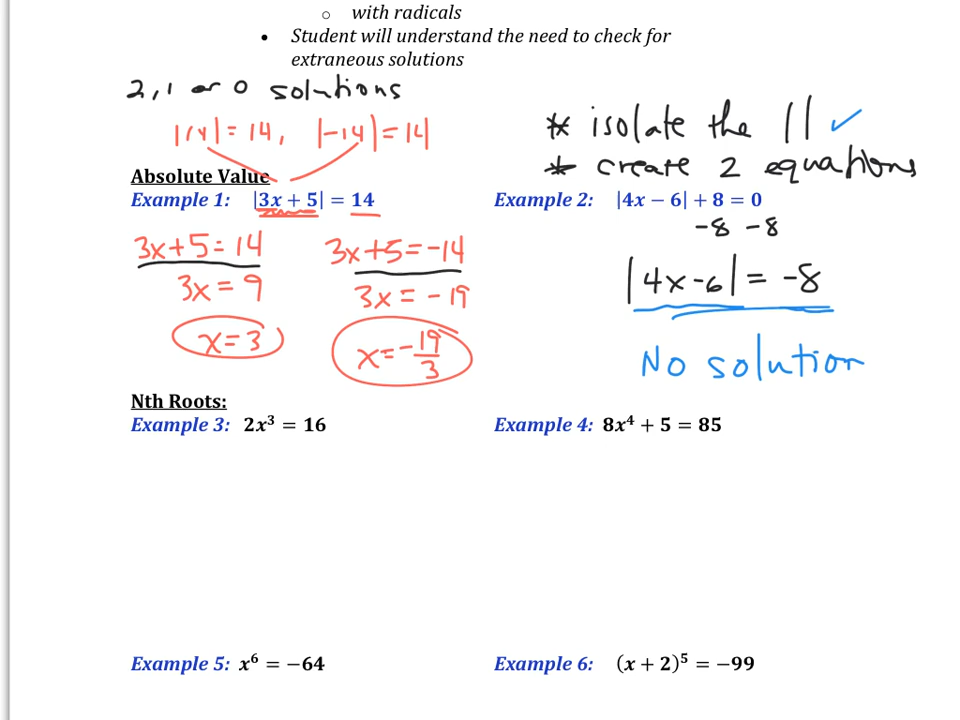 o with radicals
• Student will understand the need to check for
extraneous solutions
2, 1 or 0 solutions
|14| = 14, |-14| = 14
* isolate the || ✓
* create 2 equations
Absolute Value
Example 1: |3x + 5| = 14
Example 2: |4x − 6| + 8 = 0
-8 -8
3x+5=14 3x+5=-14
3x = 9 3x = -19
x=3 x=-19/3
|4x-6| = -8
No solution
Nth Roots:
Example 3: 2x³ = 16
Example 4: 8x⁴ + 5 = 85
Example 5: x⁶ = −64
Example 6: (x + 2)⁵ = −99